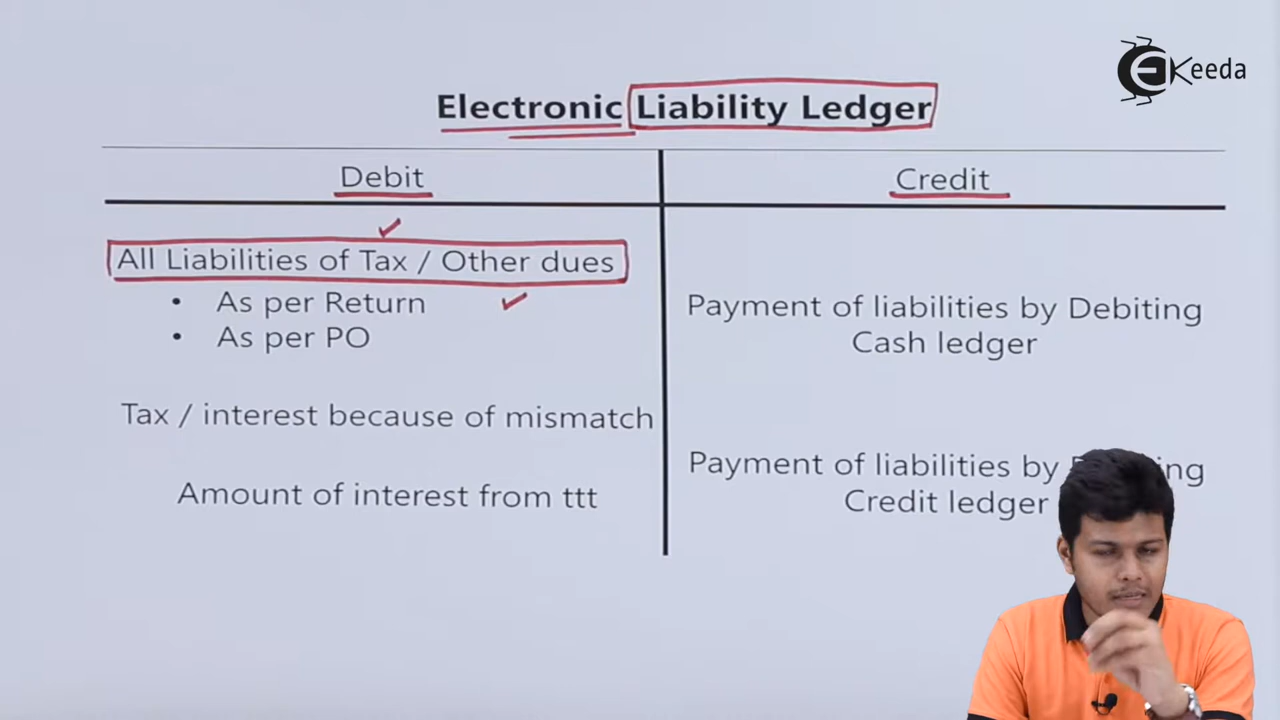 Keeda
Electronic Liability Ledger
Debit
Credit
All Liabilities of Tax / Other dues
• As per Return
• As per PO
Tax / interest because of mismatch
Amount of interest from ttt
Payment of liabilities by Debiting
Cash ledger
Payment of liabilities by
Credit ledger